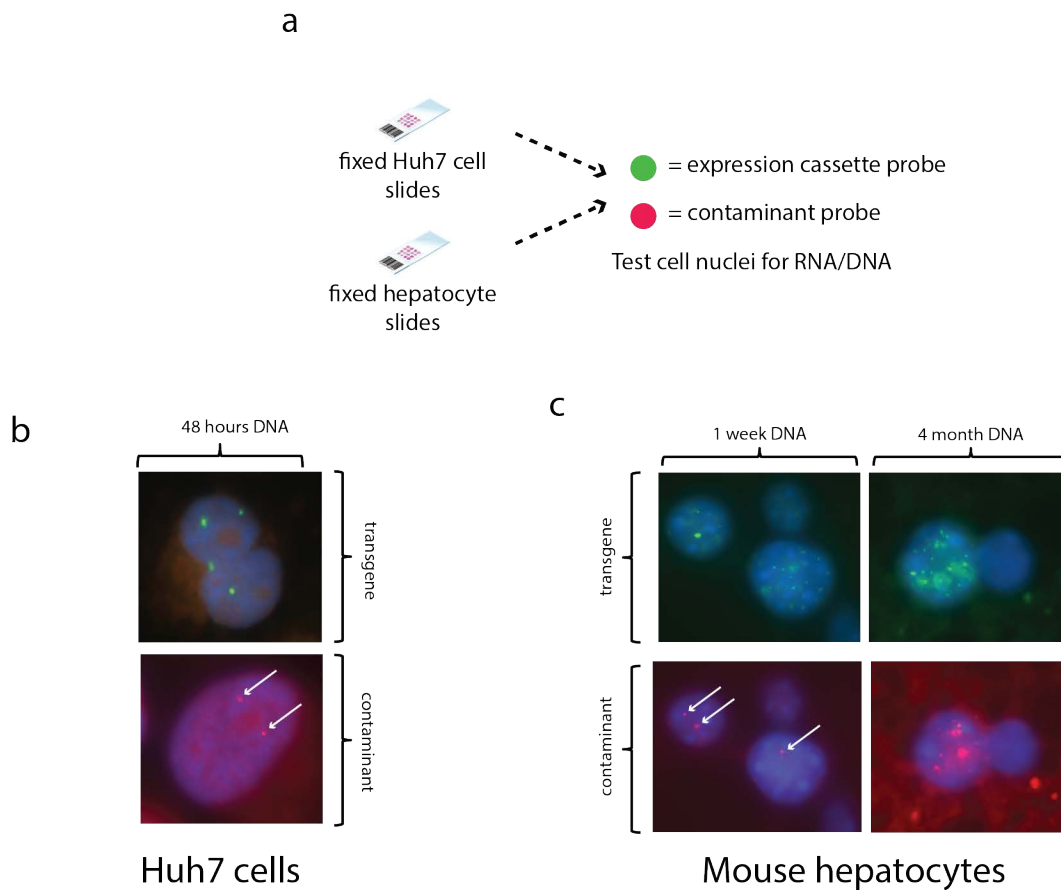 a
fixed Huh7 cell
slides
fixed hepatocyte
slides
= expression cassette probe
= contaminant probe
Test cell nuclei for RNA/DNA
b
48 hours DNA
transgene
contaminant
Huh7 cells
c
1 week DNA
4 month DNA
transgene
contaminant
Mouse hepatocytes